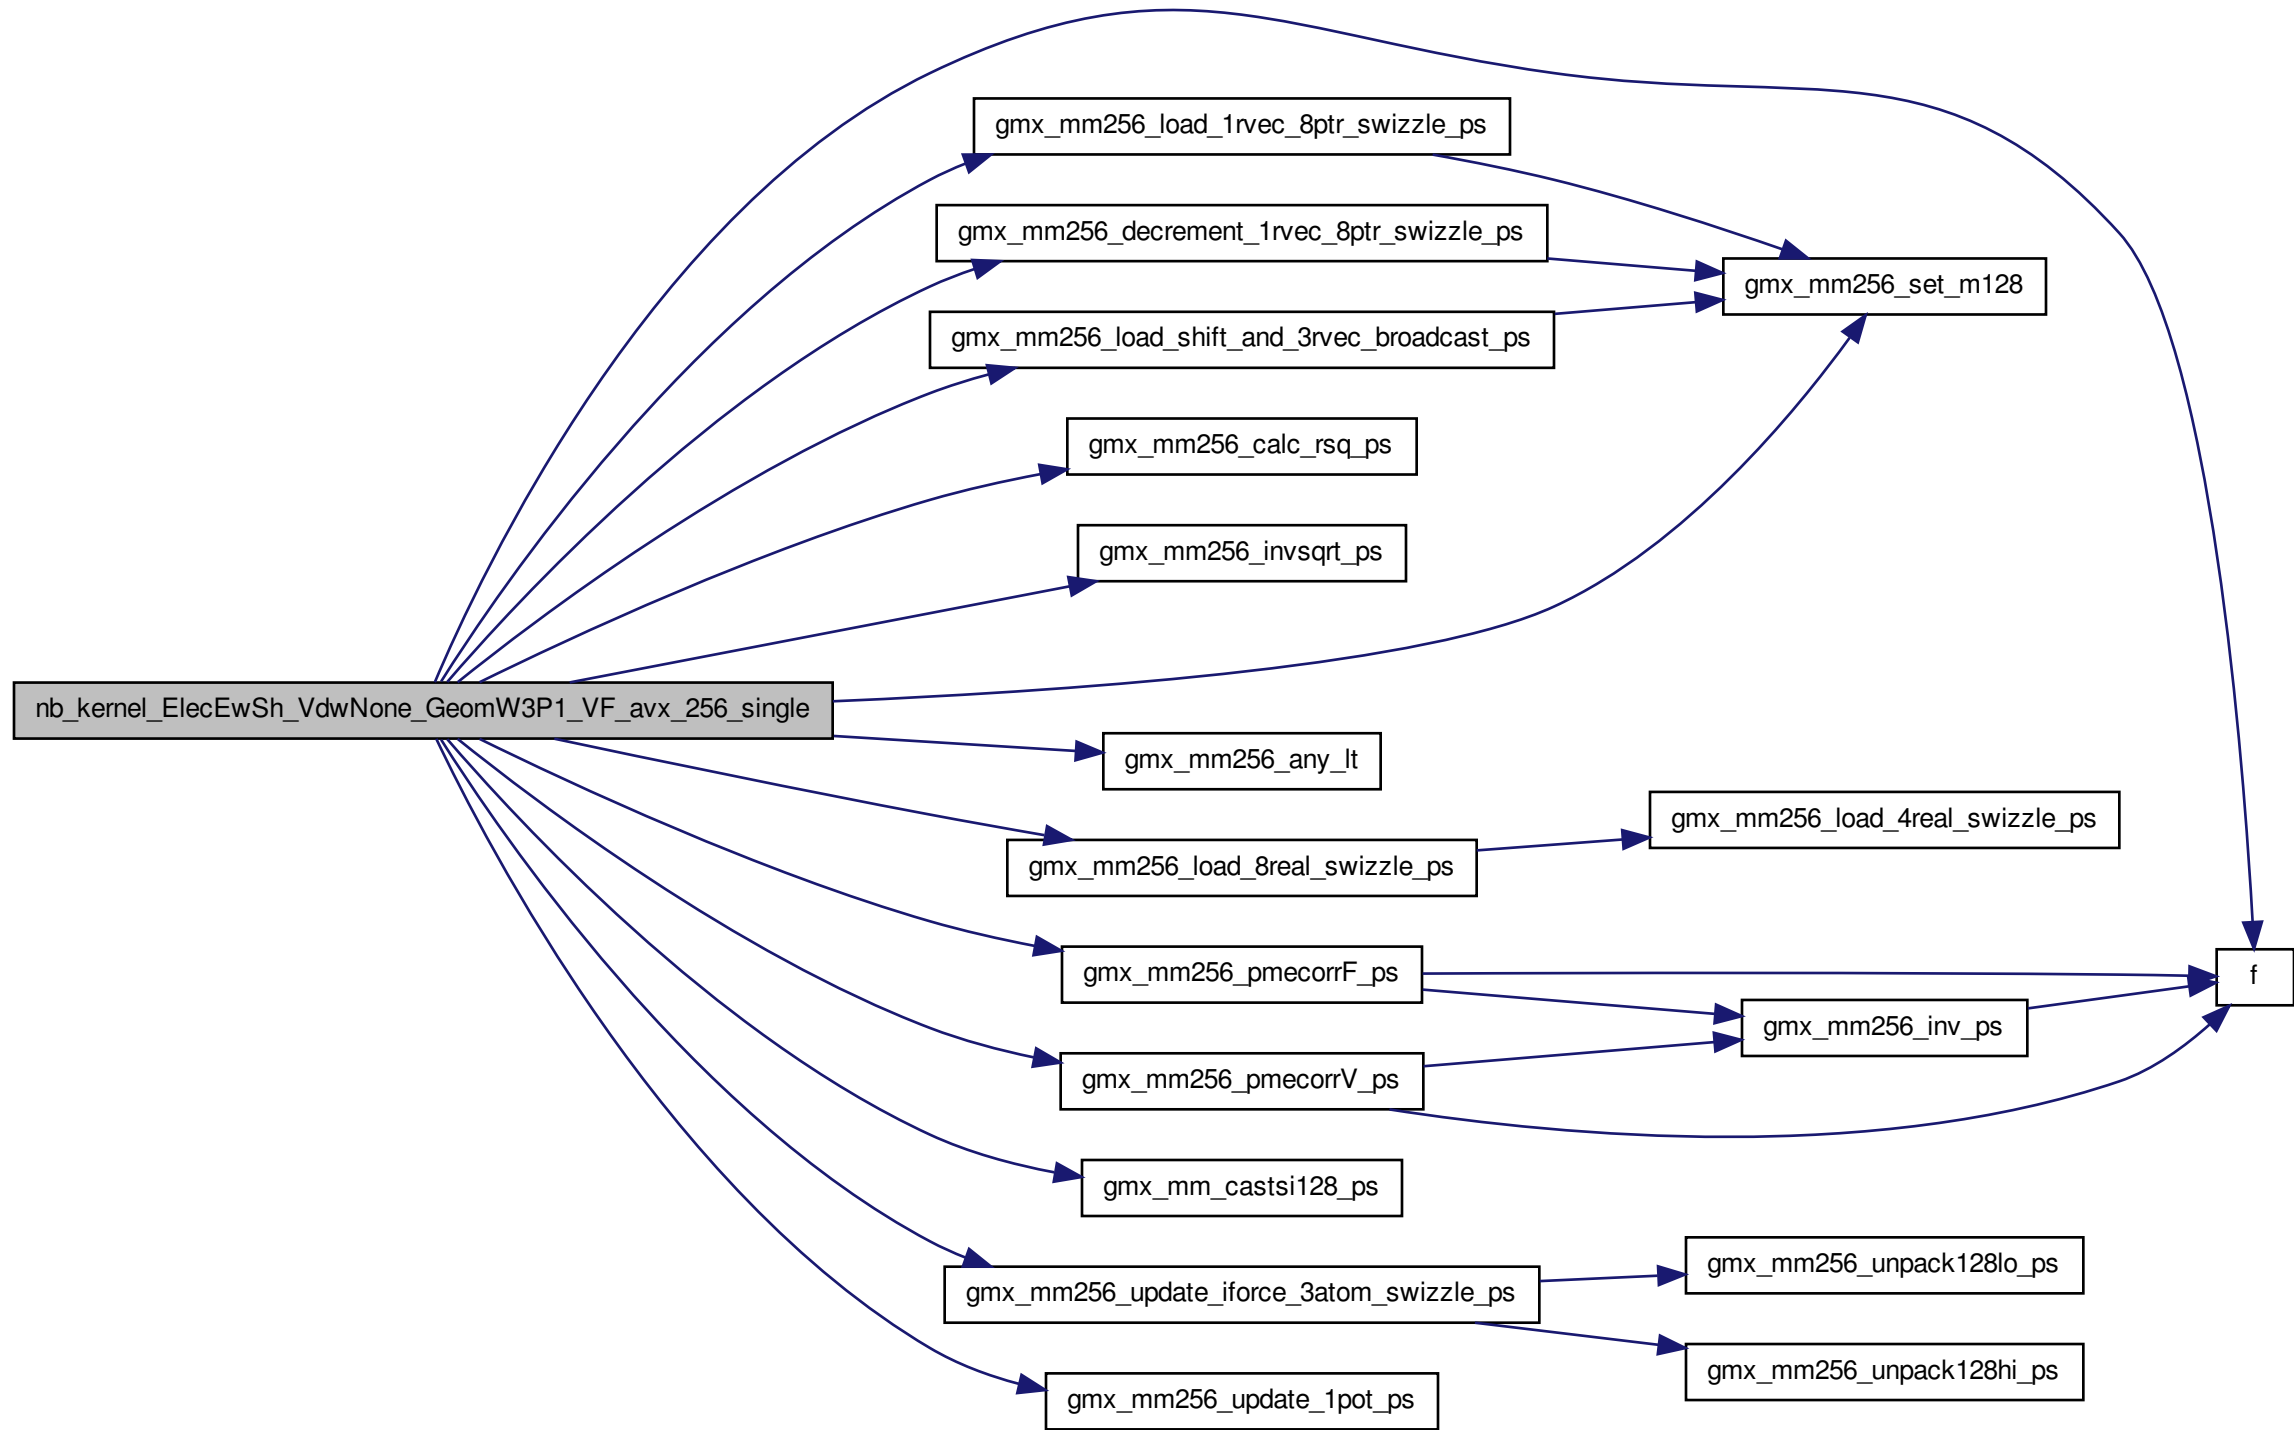 gmx_mm256_load_1rvec_8ptr_swizzle_ps
gmx_mm256_decrement_1rvec_8ptr_swizzle_ps
gmx_mm256_set_m128
gmx_mm256_load_shift_and_3rvec_broadcast_ps
gmx_mm256_calc_rsq_ps
gmx_mm256_invsqrt_ps
nb_kernel_ElecEwSh_VdwNone_GeomW3P1_VF_avx_256_single
gmx_mm256_any_lt
gmx_mm256_load_4real_swizzle_ps
gmx_mm256_load_8real_swizzle_ps
gmx_mm256_pmecorrF_ps
f
gmx_mm256_inv_ps
gmx_mm256_pmecorrV_ps
gmx_mm_castsi128_ps
gmx_mm256_unpack128lo_ps
gmx_mm256_update_iforce_3atom_swizzle_ps
gmx_mm256_unpack128hi_ps
gmx_mm256_update_1pot_ps